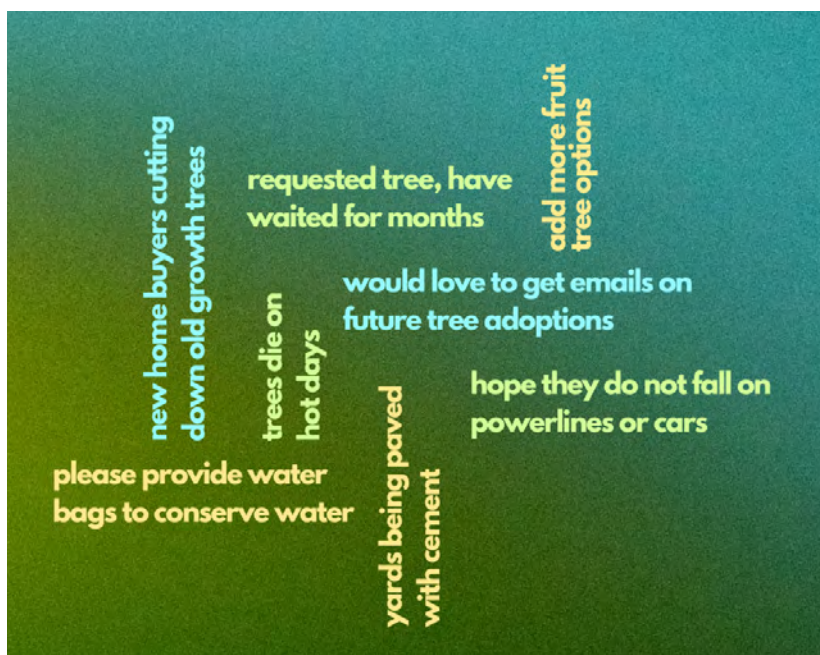 add more fruit
tree options
new home buyers cutting
down old growth trees
requested tree, have
waited for months
would love to get emails on
future tree adoptions
trees die on
hot days
hope they do not fall on
powerlines or cars
yards being paved
with cement
please provide water
bags to conserve water